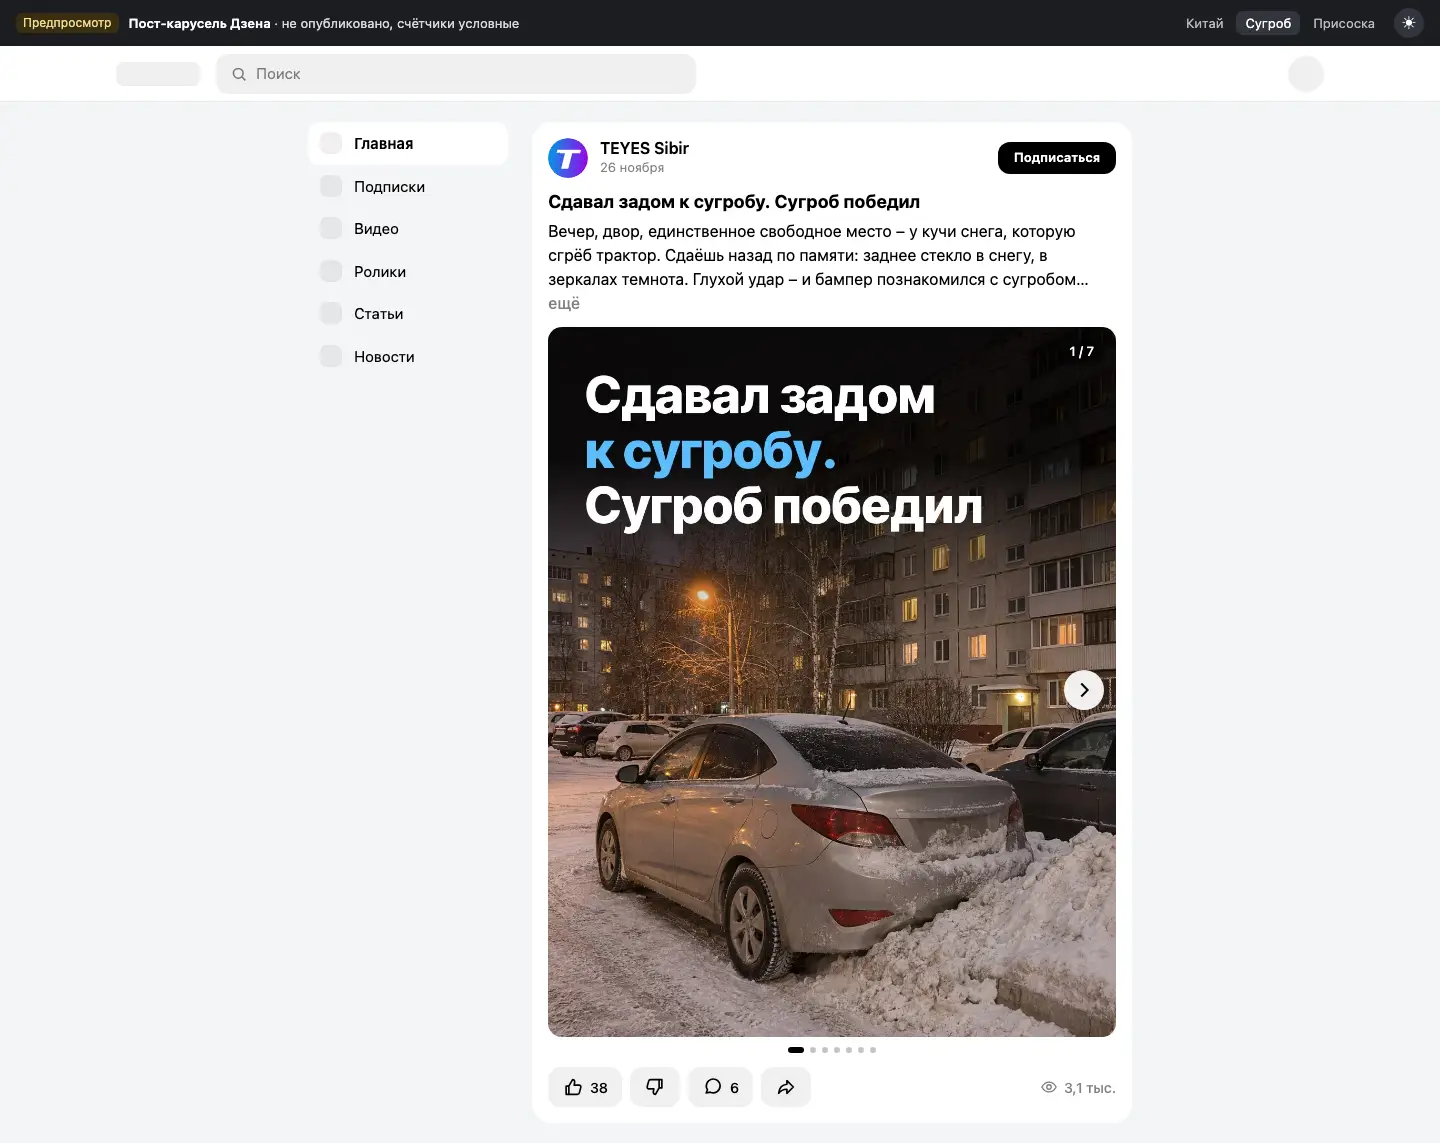 Предпросмотр Пост-карусель Дзена · не опубликовано, счётчики условные
Китай Сугроб Присоска
Поиск
Главная
Подписки
Видео
Ролики
Статьи
Новости
T
TEYES Sibir
26 ноября
Подписаться
Сдавал задом к сугробу. Сугроб победил
Вечер, двор, единственное свободное место – у кучи снега, которую
сгрёб трактор. Сдаёшь назад по памяти: заднее стекло в снегу, в
зеркалах темнота. Глухой удар – и бампер познакомился с сугробом...
ещё
1 / 7
Сдавал задом
к сугробу.
Сугроб победил
38
6
3,1 тыс.